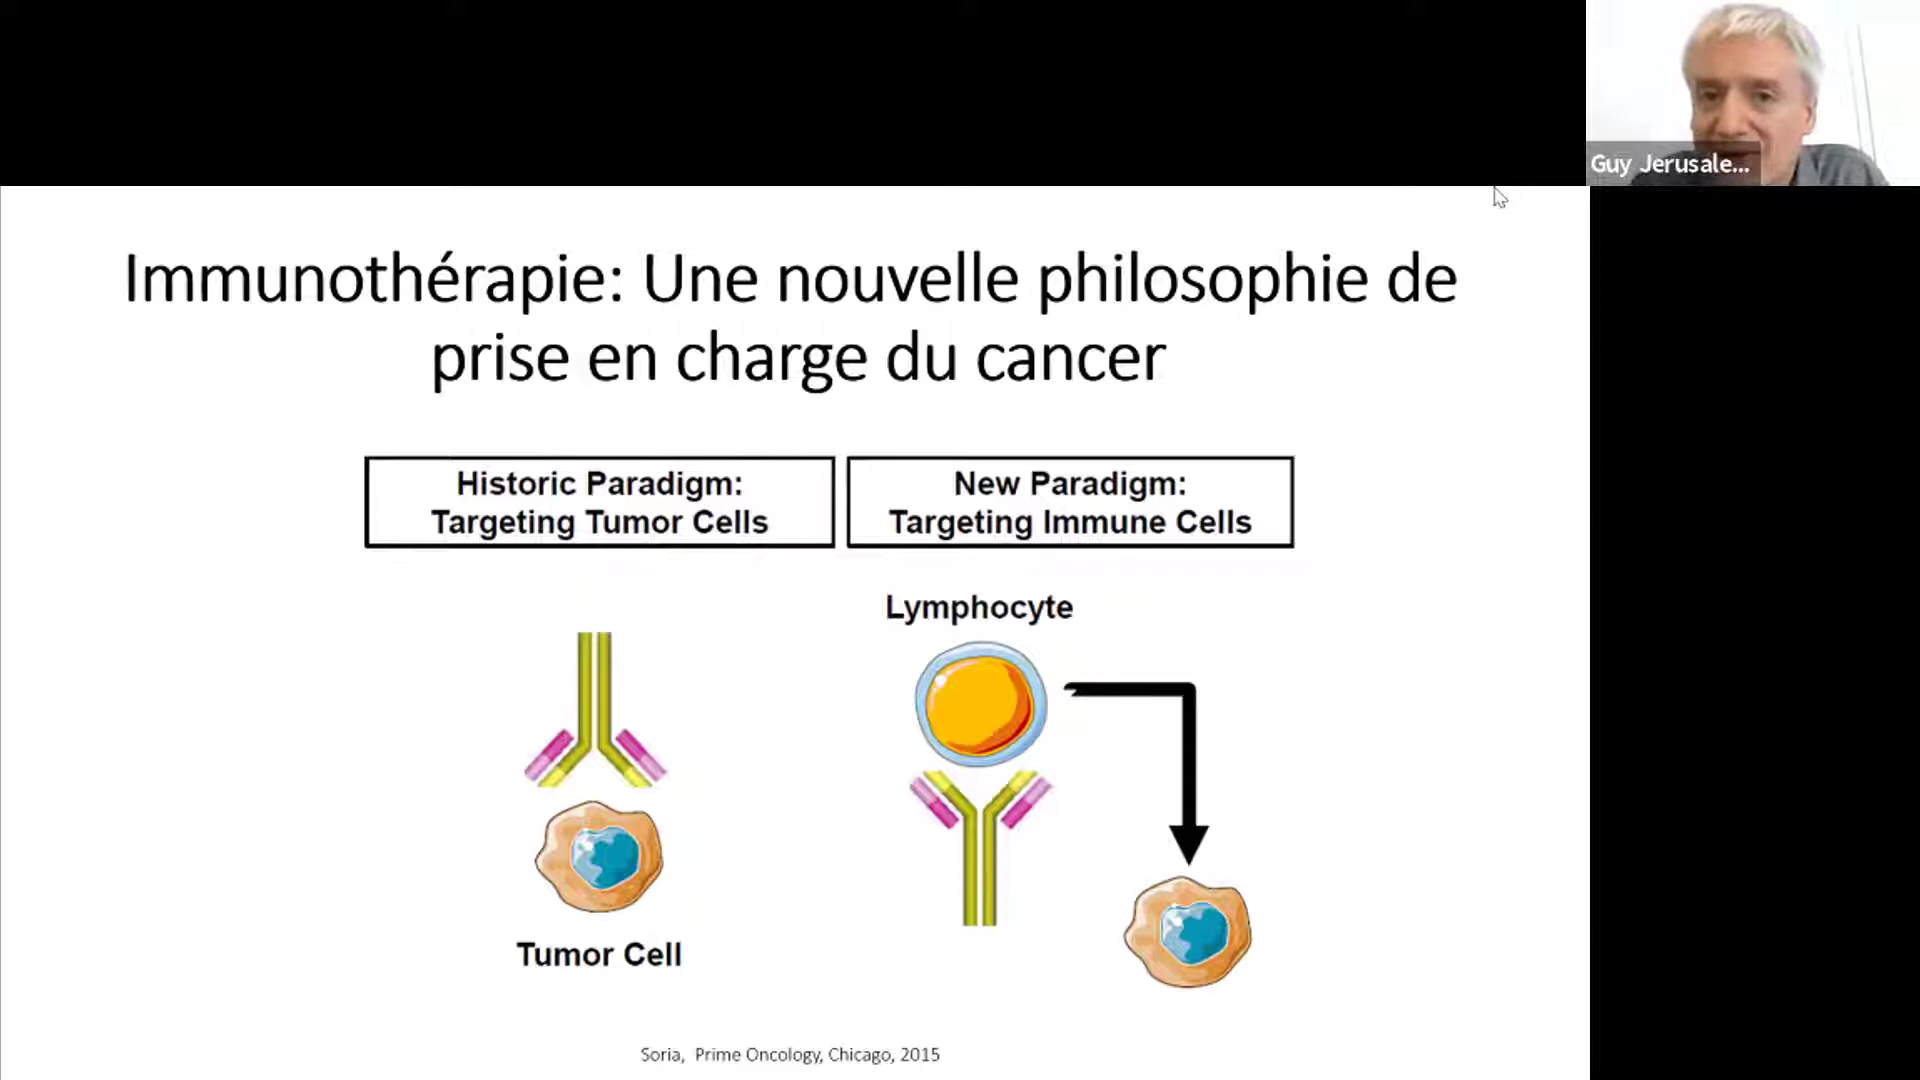 Guy Jerusale...
Immunothérapie: Une nouvelle philosophie de
prise en charge du cancer
Historic Paradigm:
Targeting Tumor Cells
New Paradigm:
Targeting Immune Cells
Lymphocyte
Tumor Cell
Soria, Prime Oncology, Chicago, 2015